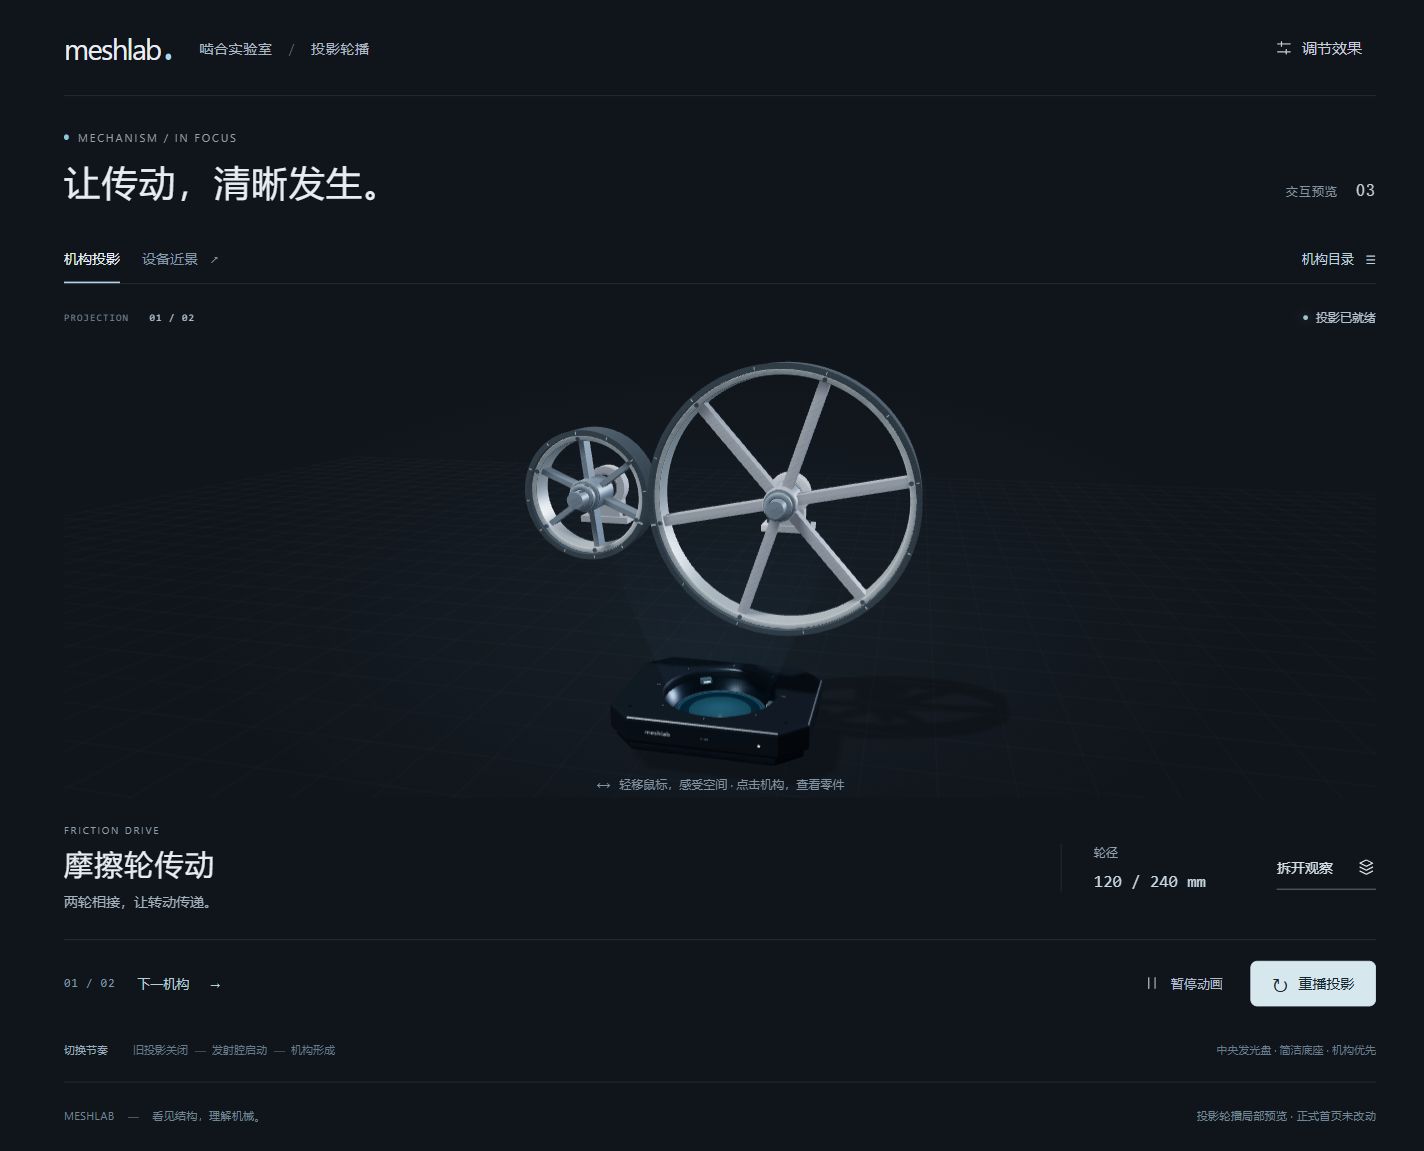 meshlab. 啮合实验室 / 投影轮播 调节效果
MECHANISM / IN FOCUS
让传动，清晰发生。
交互预览 03
机构投影 设备近景 ↗ 机构目录 ☰
PROJECTION 01 / 02 投影已就绪
meshlab
↔ 轻移鼠标，感受空间 · 点击机构，查看零件
FRICTION DRIVE
摩擦轮传动
两轮相接，让转动传递。
轮径
120 / 240 mm
拆开观察
01 / 02 下一机构 → 暂停动画 重播投影
切换节奏 旧投影关闭 — 发射腔启动 — 机构形成 中央发光盘 · 简洁底座 · 机构优先
MESHLAB — 看见结构，理解机械。 投影轮播局部预览 · 正式首页未改动